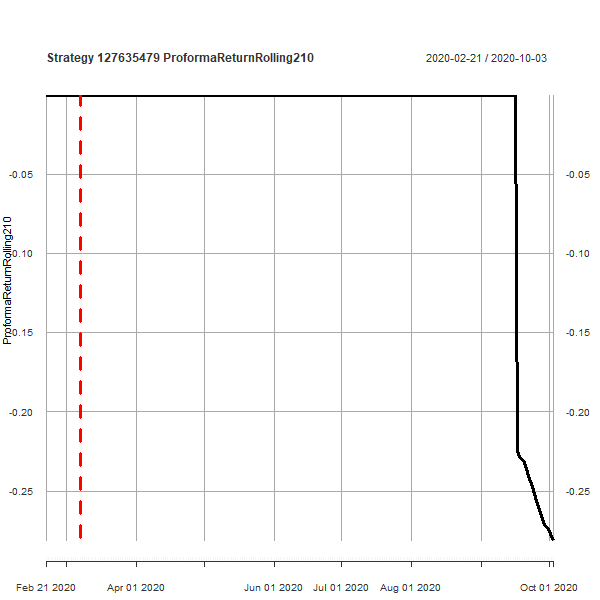 Strategy 127635479 ProformaReturnRolling210
2020-02-21 / 2020-10-03
-0.05
-0.05
-0.10
-0.10
-0.15
-0.15
-0.20
-0.20
-0.25
-0.25
ProformaReturnRolling210
Feb 21 2020
Apr 01 2020
Jun 01 2020
Jul 01 2020
Aug 01 2020
Oct 01 2020